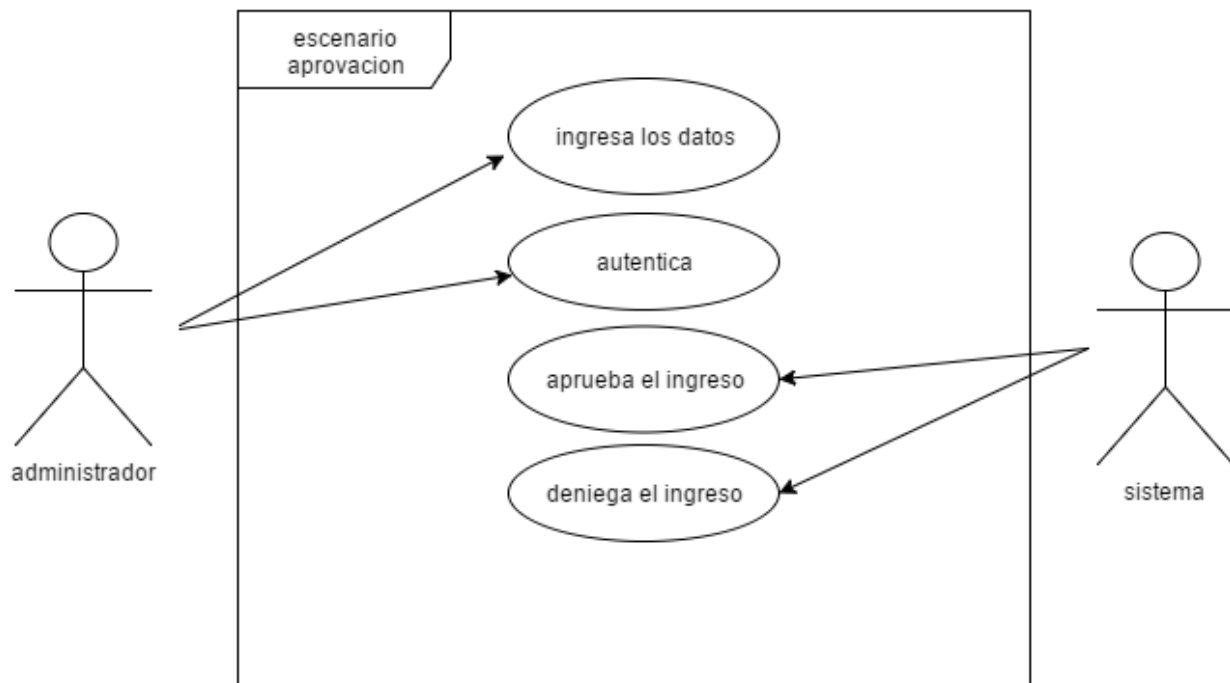 escenario
aprovacion
ingresa los datos
autentica
aprueba el ingreso
administrador
deniega el ingreso
sistema